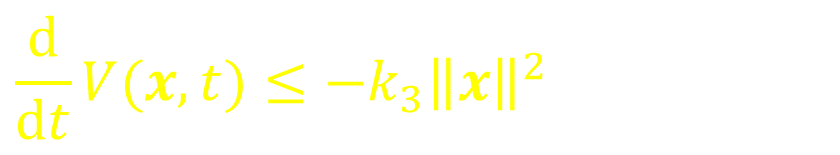 d/dt V(x, t) ≤ −k₃‖x‖²